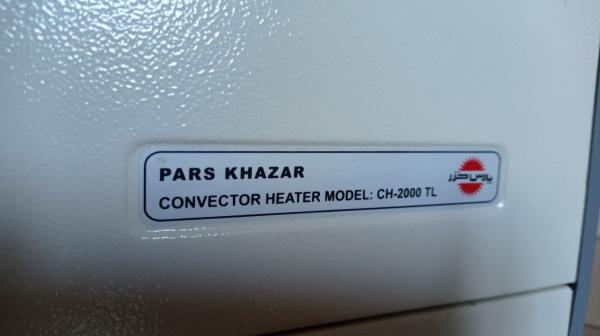 PARS KHAZAR
CONVECTOR HEATER MODEL: CH-2000 TL
پارس خزر